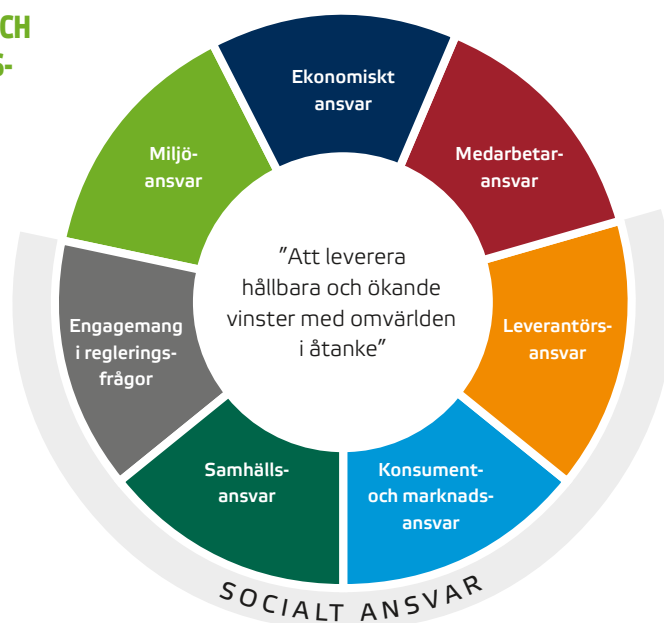 CH
S-
Ekonomiskt
ansvar
Miljö-
ansvar
Medarbetar-
ansvar
”Att leverera
hållbara och ökande
vinster med omvärlden
i åtanke”
Engagemang
i reglerings-
frågor
Leverantörs-
ansvar
Samhälls-
ansvar
Konsument-
och marknads-
ansvar
SOCIALT ANSVAR